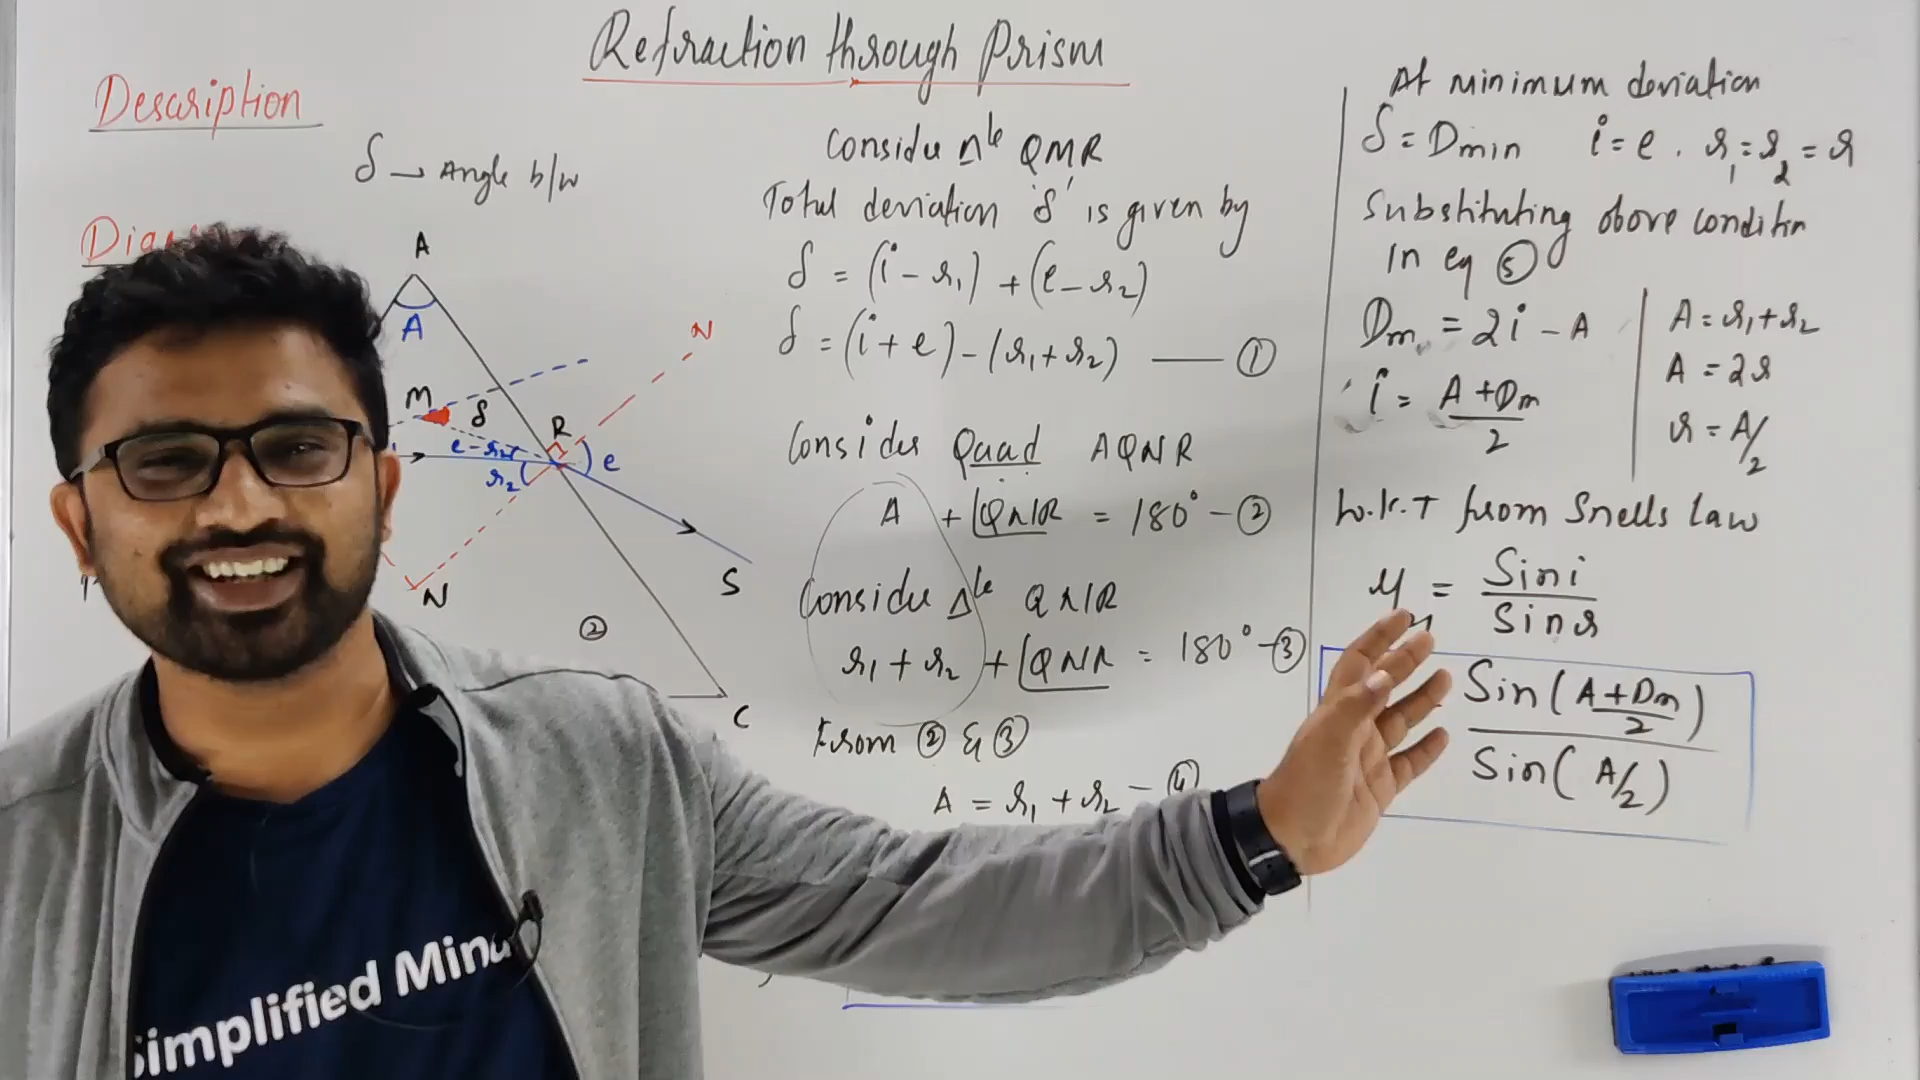 Refraction through Prism
Description
δ → Angle b/w
A
A
M
δ
R
N
e-r₂
r₂
e
S
N
②
C
Consider Δle QMR
Total deviation 'δ' is given by
δ = (i - r₁) + (e - r₂)
δ = (i + e) - (r₁ + r₂) — ①
Consider Quad AQNR
A + ∠QNR = 180° - ②
Consider Δle QNR
r₁ + r₂ + ∠QNR = 180° - ③
From ② & ③
A = r₁ + r₂ - ④
At minimum deviation
δ = Dmin i = e . r₁ = r₂ = r
Substituting above condition
In eq ⑤
Dm = 2i - A
i = (A + Dm)/2
A = r₁ + r₂
A = 2r
r = A/2
W.K.T from Snells Law
Sin i / Sin r
Sin((A + Dm)/2) / Sin(A/2)
Simplified Mind